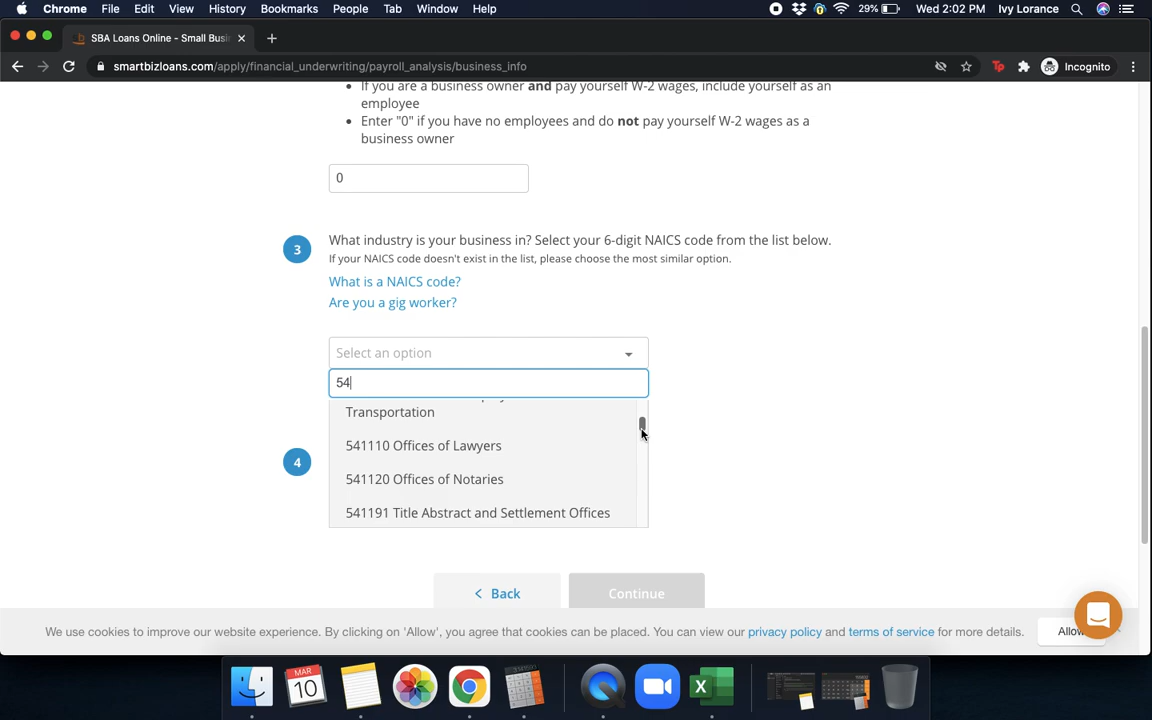 Chrome File Edit View History Bookmarks People Tab Window Help 29% Wed 2:02 PM Ivy Lorance
SBA Loans Online - Small Busi
smartbizloans.com/apply/financial_underwriting/payroll_analysis/business_info Incognito
If you are a business owner and pay yourself W-2 wages, include yourself as an
employee
Enter "0" if you have no employees and do not pay yourself W-2 wages as a
business owner
0
3 What industry is your business in? Select your 6-digit NAICS code from the list below.
If your NAICS code doesn't exist in the list, please choose the most similar option.
What is a NAICS code?
Are you a gig worker?
Select an option
54
Transportation
541110 Offices of Lawyers
4
541120 Offices of Notaries
541191 Title Abstract and Settlement Offices
< Back Continue
We use cookies to improve our website experience. By clicking on 'Allow', you agree that cookies can be placed. You can view our privacy policy and terms of service for more details. Allow
MAR
10